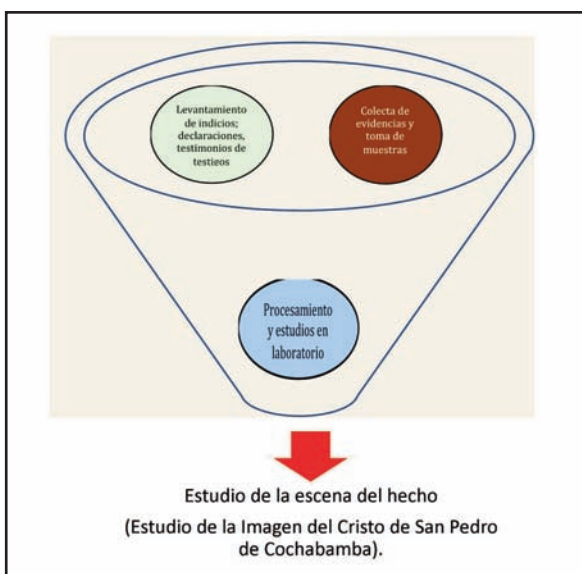 Levantamiento
de indicios;
declaraciones,
testimonios de
testigos
Colecta de
evidencias y
toma de
muestras
Procesamiento
y estudios en
laboratorio
Estudio de la escena del hecho
(Estudio de la Imagen del Cristo de San Pedro
de Cochabamba).